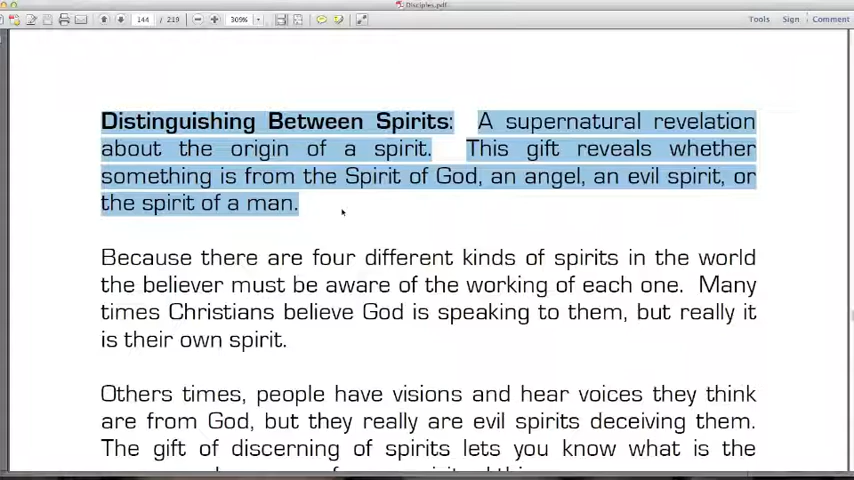 Disciples.pdf
144 / 219
309%
Tools Sign Comment
Distinguishing Between Spirits: A supernatural revelation
about the origin of a spirit. This gift reveals whether
something is from the Spirit of God, an angel, an evil spirit, or
the spirit of a man.
Because there are four different kinds of spirits in the world
the believer must be aware of the working of each one. Many
times Christians believe God is speaking to them, but really it
is their own spirit.
Others times, people have visions and hear voices they think
are from God, but they really are evil spirits deceiving them.
The gift of discerning of spirits lets you know what is the